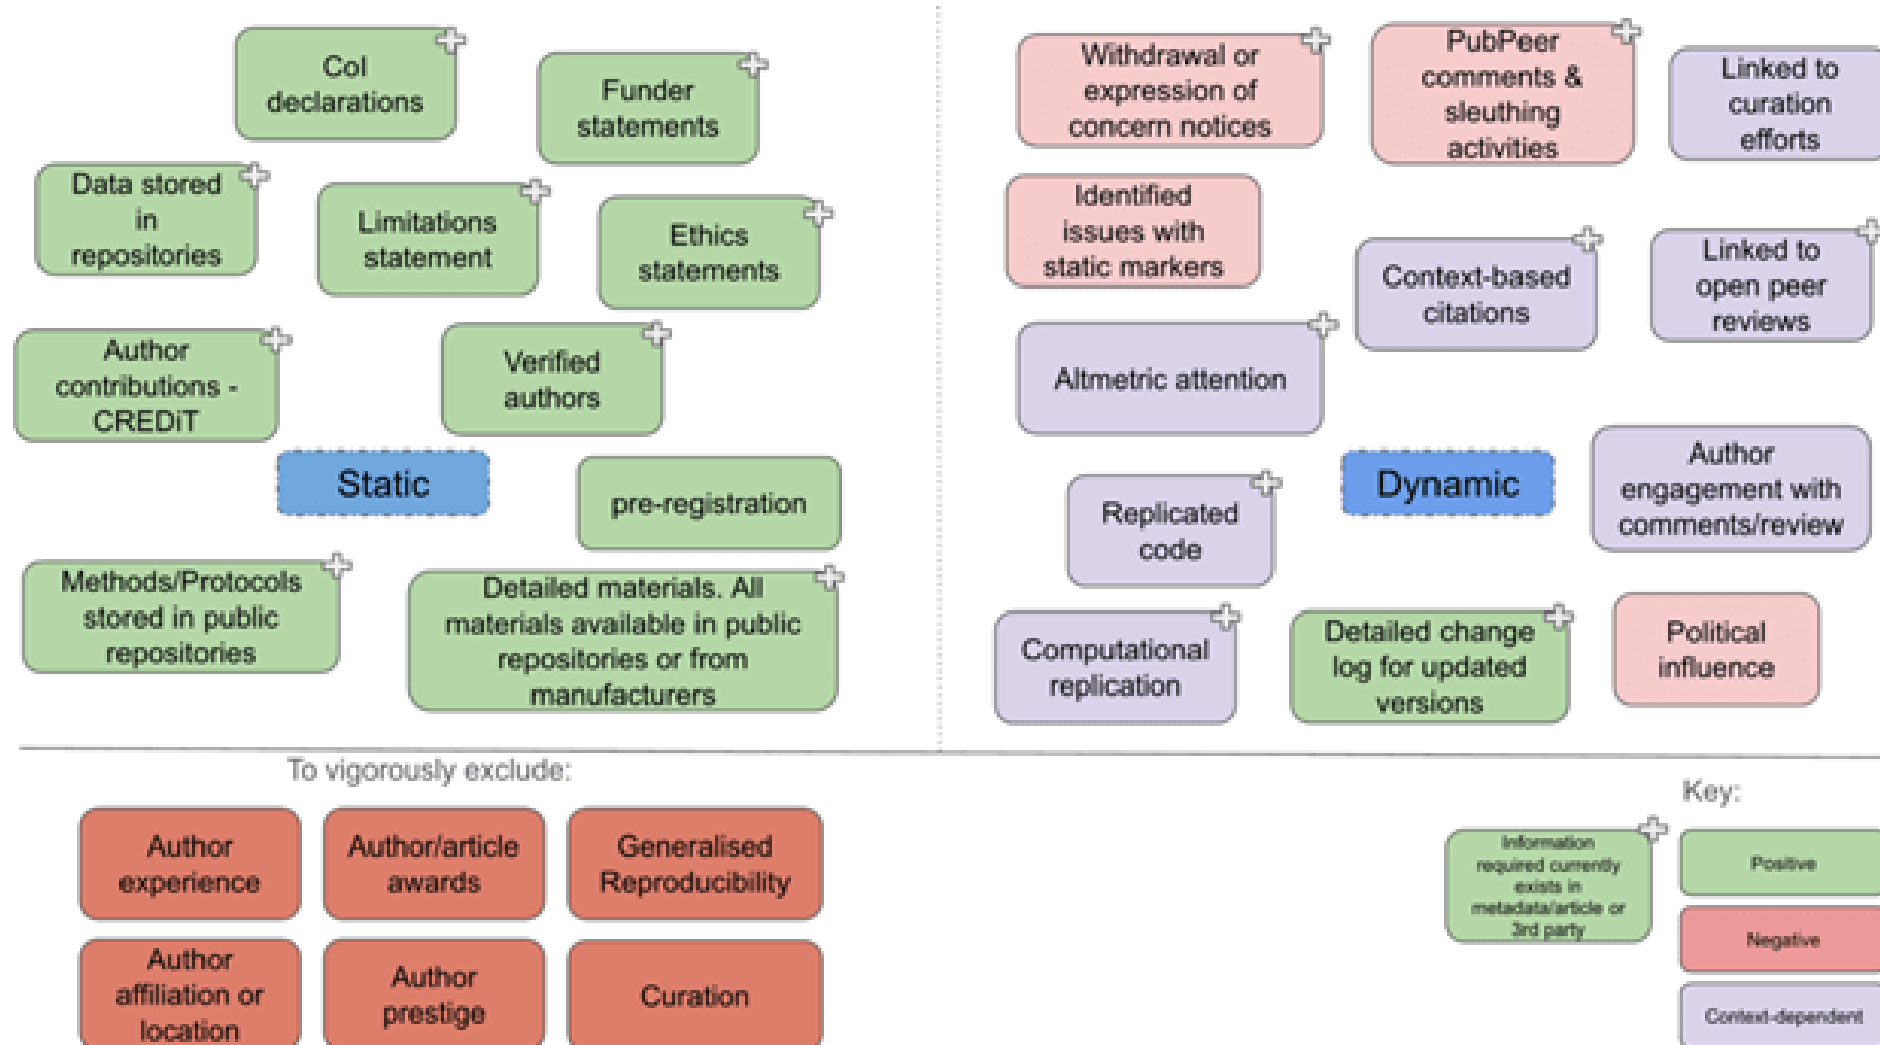 CoI
declarations
Funder
statements
Data stored
in
repositories
Limitations
statement
Ethics
statements
Author
contributions -
CREDiT
Verified
authors
Static
pre-registration
Methods/Protocols
stored in public
repositories
Detailed materials. All
materials available in public
repositories or from
manufacturers
Withdrawal or
expression of
concern notices
PubPeer
comments &
sleuthing
activities
Linked to
curation
efforts
Identified
issues with
static markers
Context-based
citations
Linked to
open peer
reviews
Altmetric attention
Dynamic
Author
engagement with
comments/review
Replicated
code
Computational
replication
Detailed change
log for updated
versions
Political
influence
To vigorously exclude:
Author
experience
Author/article
awards
Generalised
Reproducibility
Author
affiliation or
location
Author
prestige
Curation
Key:
Information
required currently
exists in
metadata/article or
3rd party
Positive
Negative
Context-dependent